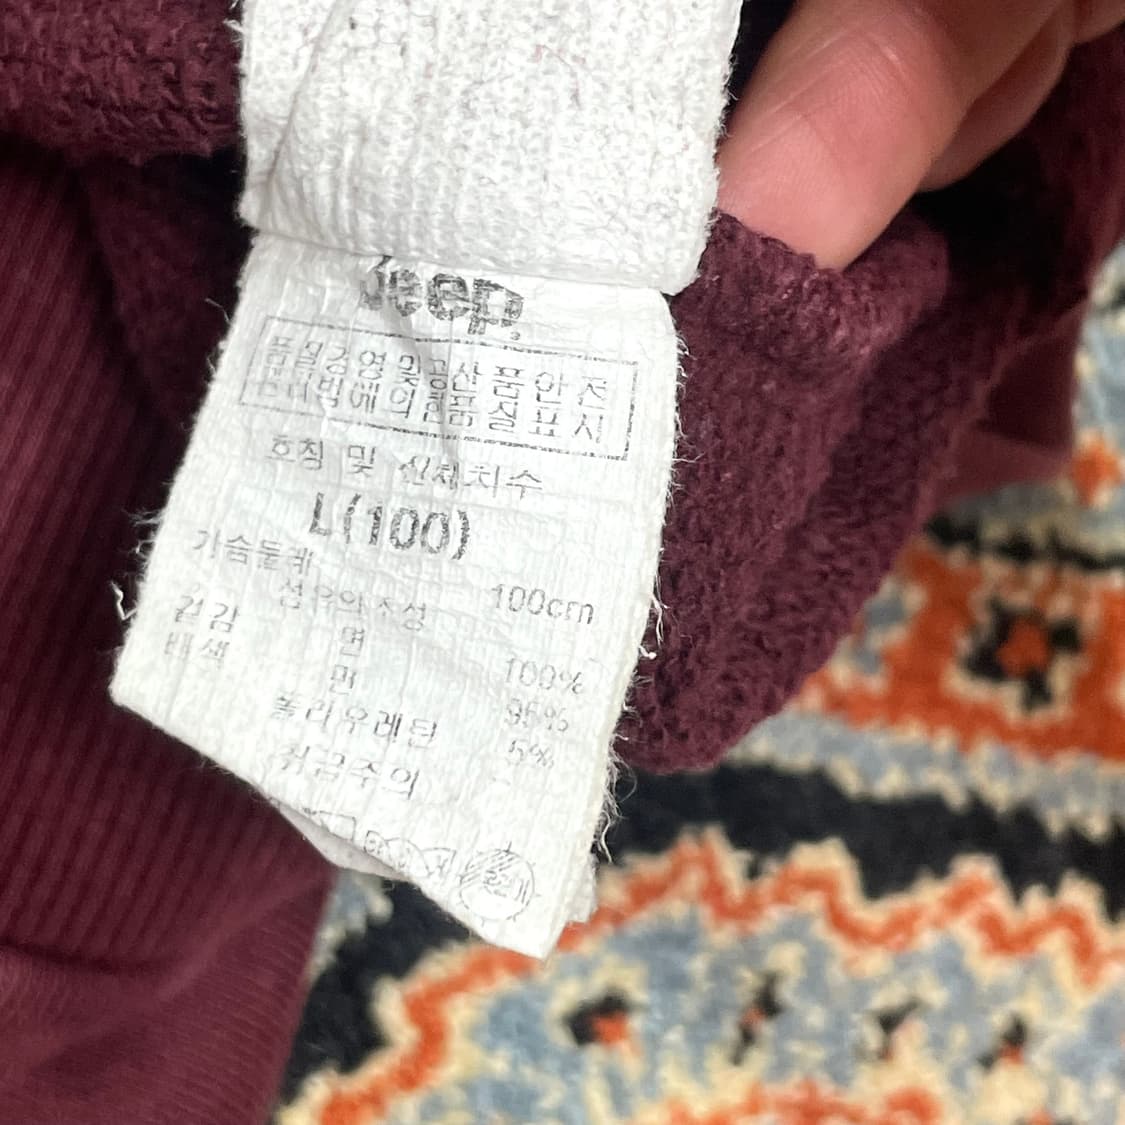 Jeep.
품질경영 및 공산품안전
관리법에 의한 품질표시
호칭 및 신체치수
L(100)
가슴둘레 100cm
섬유의 조성
겉감 면 100%
배색 면 95%
폴리우레탄 5%
취급주의